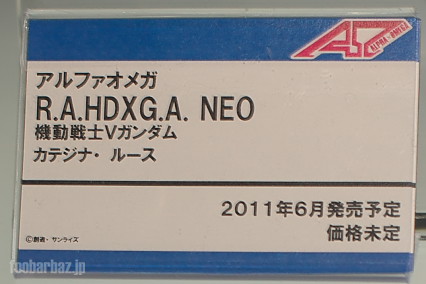 ALPHA×OMEGA
アルファオメガ
R.A.HDXG.A. NEO
機動戦士Vガンダム
カテジナ・ルース
2011年6月発売予定
価格未定
©創通・サンライズ
foobarbaz.jp